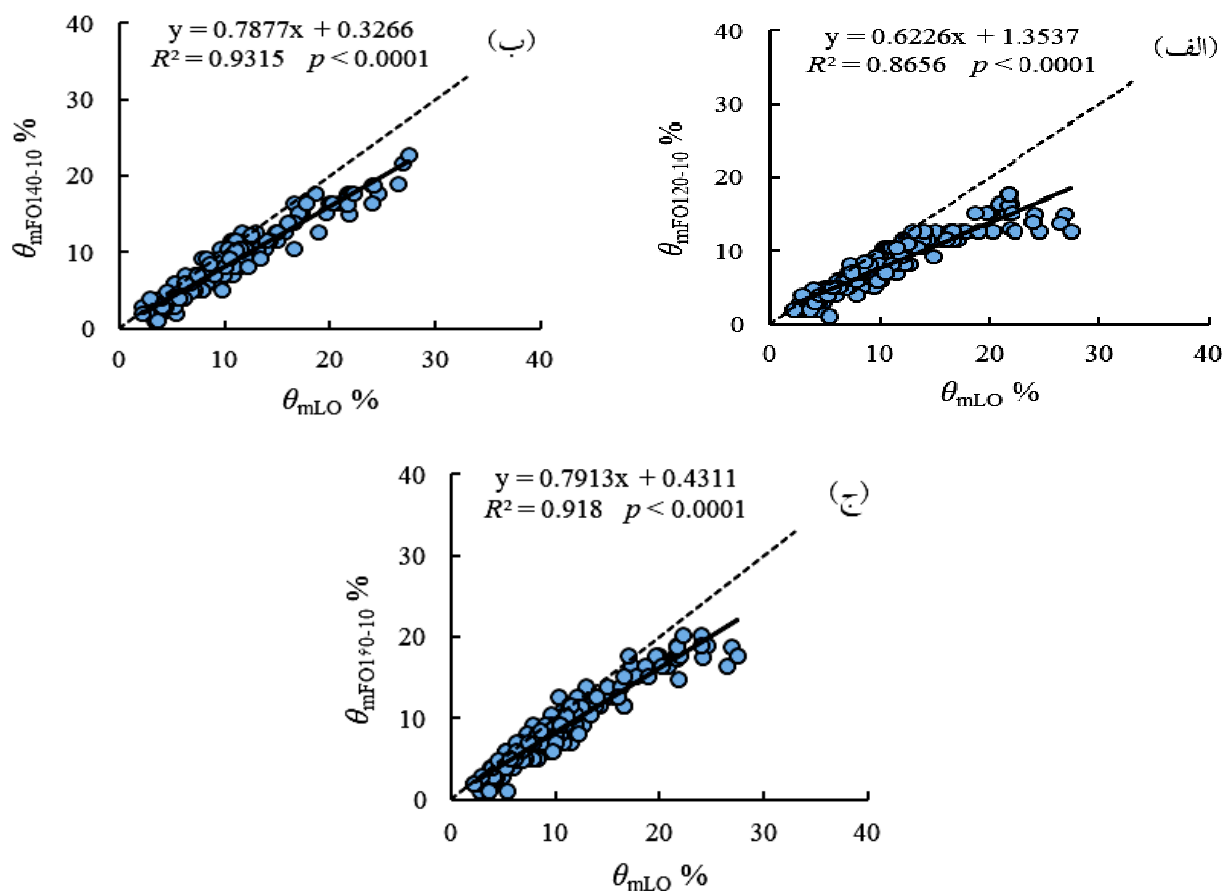 (الف)
y = 0.6226x + 1.3537
R² = 0.8656 p < 0.0001
θmFO120-10 %
40
30
20
10
0
0 10 20 30 40
θmLO %
(ب)
y = 0.7877x + 0.3266
R² = 0.9315 p < 0.0001
θmFO140-10 %
40
30
20
10
0
0 10 20 30 40
θmLO %
(ج)
y = 0.7913x + 0.4311
R² = 0.918 p < 0.0001
θmFO1۶0-10 %
40
30
20
10
0
0 10 20 30 40
θmLO %